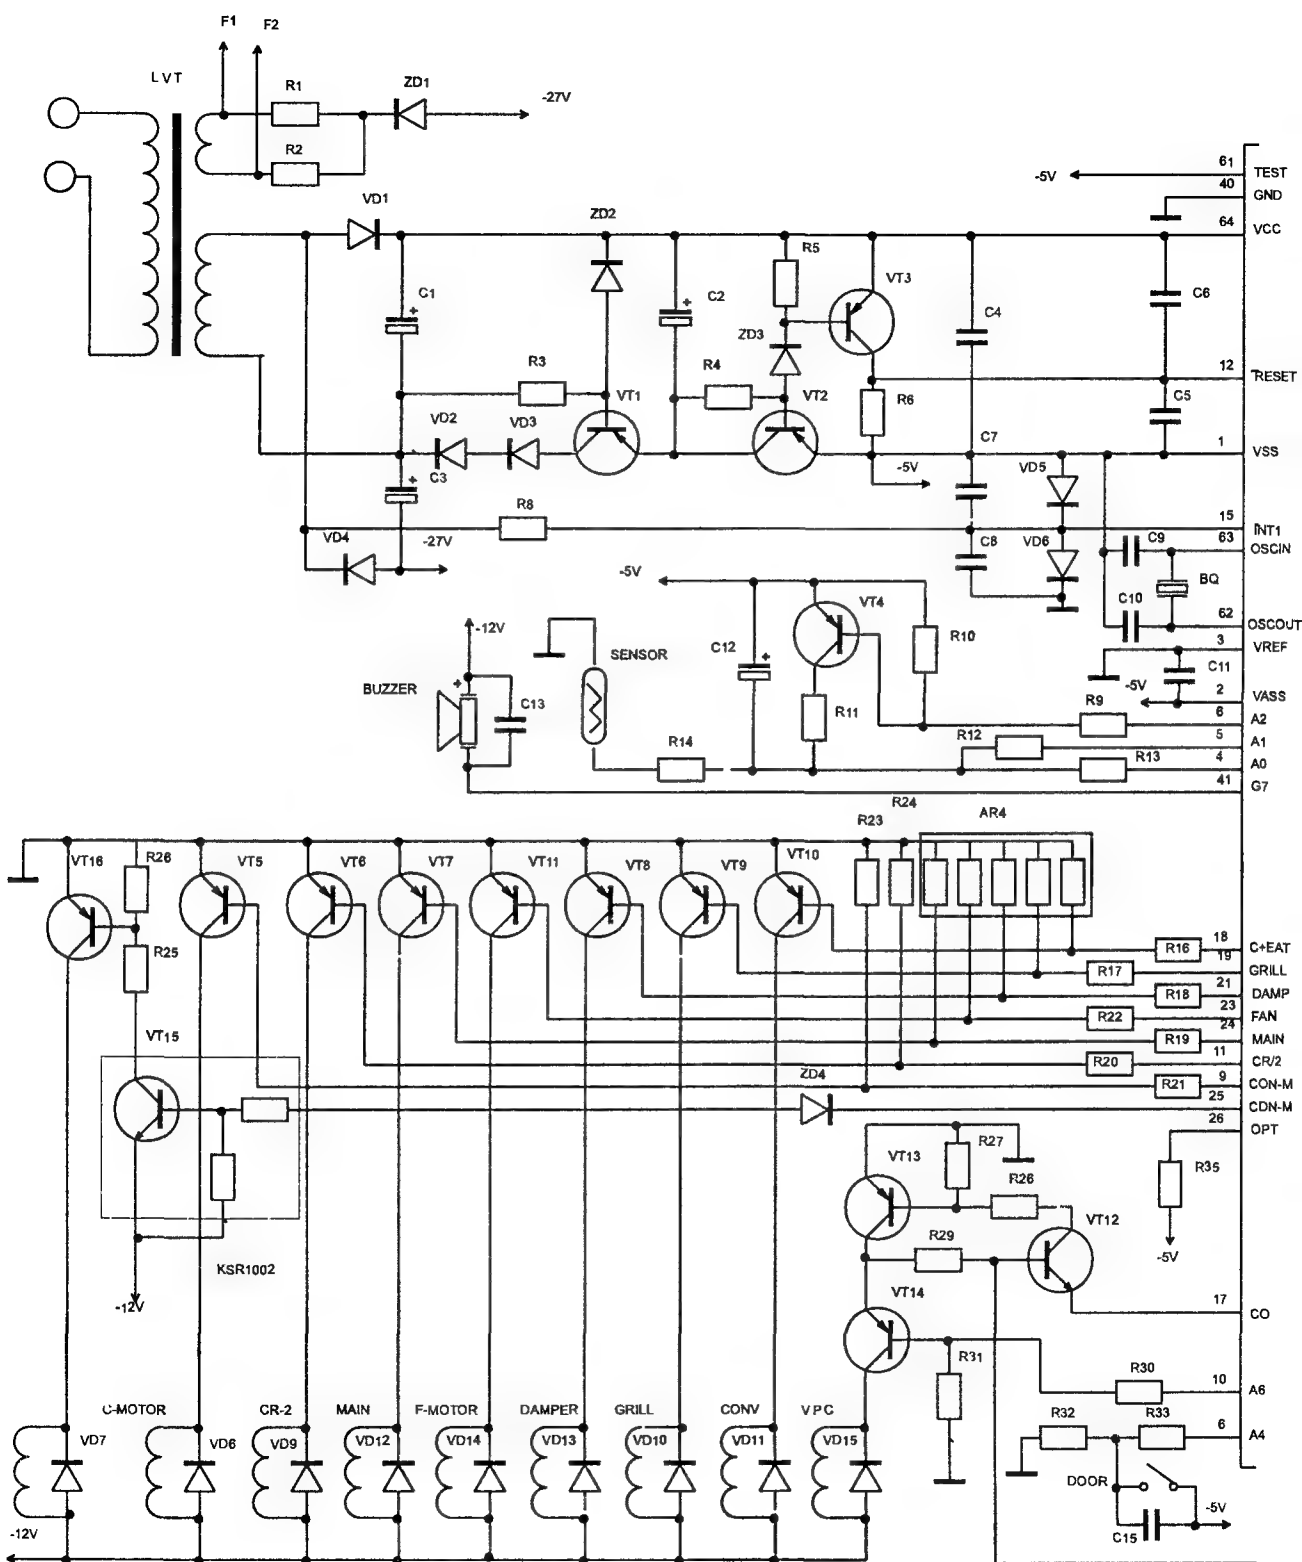 F1
F2
LVT
R1
ZD1
-27V
R2
61
TEST
-5V
40
GND
VD1
ZD2
64
VCC
R5
VT3
C1
+
C2
+
C4
C6
ZD3
R3
R4
12
RESET
VT1
VT2
R6
C5
VD2
VD3
C7
1
VSS
C3
+
-5V
VD5
R8
15
INT1
VD4
-27V
C8
VD6
63
C9
OSCIN
-5V
BQ
VT4
C10
62
OSCOUT
-12V
R10
3
VREF
SENSOR
C12
+
C11
BUZZER
+
-5V
2
VASS
C13
R11
R9
6
A2
R12
5
A1
R14
R13
4
A0
41
G7
R24
R23
AR4
VT16
R26
VT5
VT6
VT7
VT11
VT8
VT9
VT10
R25
R16
18
C+EAT
19
R17
GRILL
21
R18
DAMP
23
R22
FAN
24
VT15
R19
MAIN
11
R20
CR/2
ZD4
9
R21
CON-M
25
CDN-M
26
OPT
R27
VT13
R35
R26
VT12
R29
-5V
KSR1002
VT14
-12V
17
CO
R31
R30
10
A6
C-MOTOR
CR-2
MAIN
F-MOTOR
DAMPER
GRILL
CONV
VPC
R32
R33
6
A4
VD7
VD6
VD9
VD12
VD14
VD13
VD10
VD11
VD15
DOOR
-5V
-12V
C15